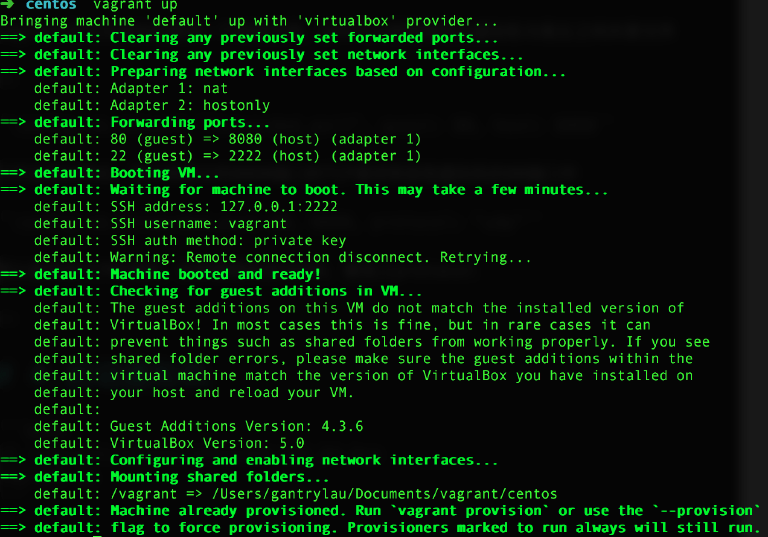 ➜ centos vagrant up
Bringing machine 'default' up with 'virtualbox' provider...
==> default: Clearing any previously set forwarded ports...
==> default: Clearing any previously set network interfaces...
==> default: Preparing network interfaces based on configuration...
default: Adapter 1: nat
default: Adapter 2: hostonly
==> default: Forwarding ports...
default: 80 (guest) => 8080 (host) (adapter 1)
default: 22 (guest) => 2222 (host) (adapter 1)
==> default: Booting VM...
==> default: Waiting for machine to boot. This may take a few minutes...
default: SSH address: 127.0.0.1:2222
default: SSH username: vagrant
default: SSH auth method: private key
default: Warning: Remote connection disconnect. Retrying...
==> default: Machine booted and ready!
==> default: Checking for guest additions in VM...
default: The guest additions on this VM do not match the installed version of
default: VirtualBox! In most cases this is fine, but in rare cases it can
default: prevent things such as shared folders from working properly. If you see
default: shared folder errors, please make sure the guest additions within the
default: virtual machine match the version of VirtualBox you have installed on
default: your host and reload your VM.
default:
default: Guest Additions Version: 4.3.6
default: VirtualBox Version: 5.0
==> default: Configuring and enabling network interfaces...
==> default: Mounting shared folders...
default: /vagrant => /Users/gantrylau/Documents/vagrant/centos
==> default: Machine already provisioned. Run `vagrant provision` or use the `--provision`
==> default: flag to force provisioning. Provisioners marked to run always will still run.